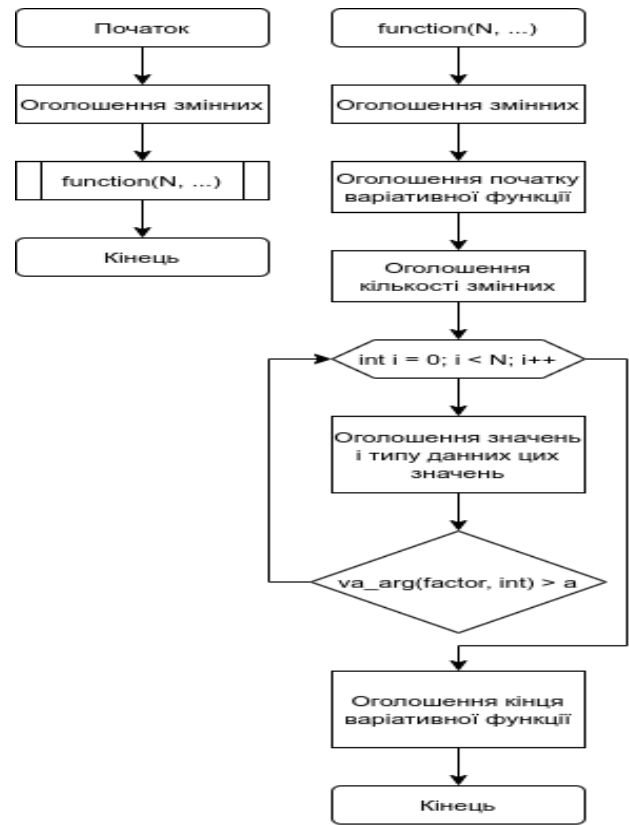 Початок
Оголошення змінних
function(N, ...)
Кінець
function(N, ...)
Оголошення змінних
Оголошення початку
варіативної функції
Оголошення
кількості змінних
int i = 0; i < N; i++
Оголошення значень
і типу данних цих
значень
va_arg(factor, int) > a
Оголошення кінця
варіативної функції
Кінець